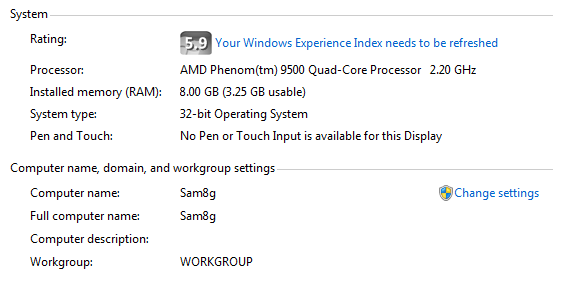 System
Rating: 5.9 Your Windows Experience Index needs to be refreshed
Processor: AMD Phenom(tm) 9500 Quad-Core Processor 2.20 GHz
Installed memory (RAM): 8.00 GB (3.25 GB usable)
System type: 32-bit Operating System
Pen and Touch: No Pen or Touch Input is available for this Display
Computer name, domain, and workgroup settings
Computer name: Sam8g Change settings
Full computer name: Sam8g
Computer description:
Workgroup: WORKGROUP